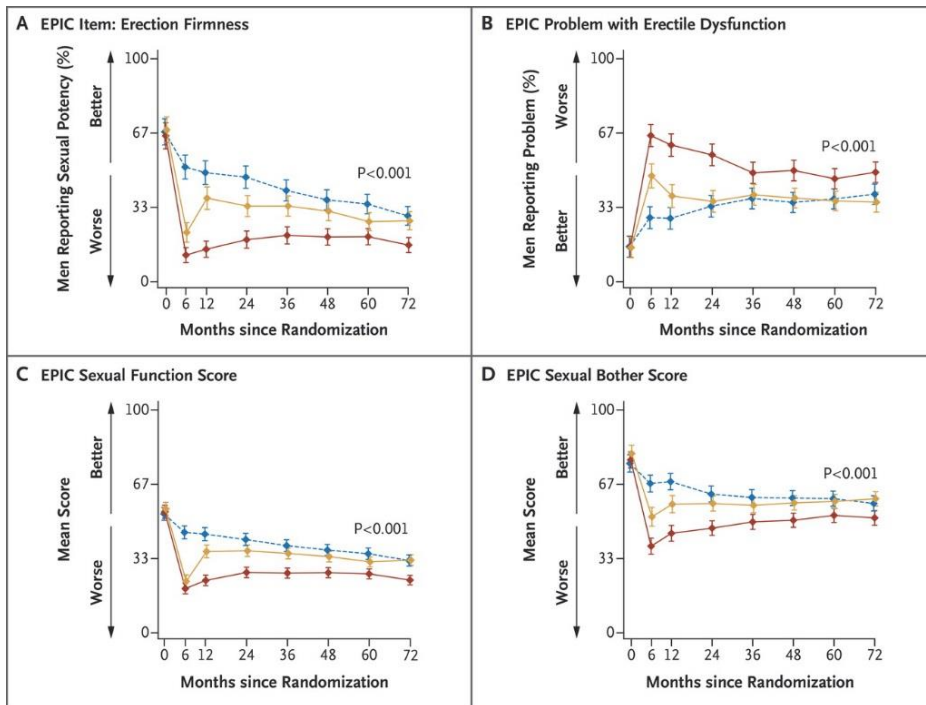 A EPIC Item: Erection Firmness
Men Reporting Sexual Potency (%)
Better
Worse
100
67
33
0
P<0.001
0 6 12 24 36 48 60 72
Months since Randomization
B EPIC Problem with Erectile Dysfunction
Men Reporting Problem (%)
Worse
Better
100
67
33
0
P<0.001
0 6 12 24 36 48 60 72
Months since Randomization
C EPIC Sexual Function Score
Mean Score
Better
Worse
100
67
33
0
P<0.001
0 6 12 24 36 48 60 72
Months since Randomization
D EPIC Sexual Bother Score
Mean Score
Better
Worse
100
67
33
0
P<0.001
0 6 12 24 36 48 60 72
Months since Randomization